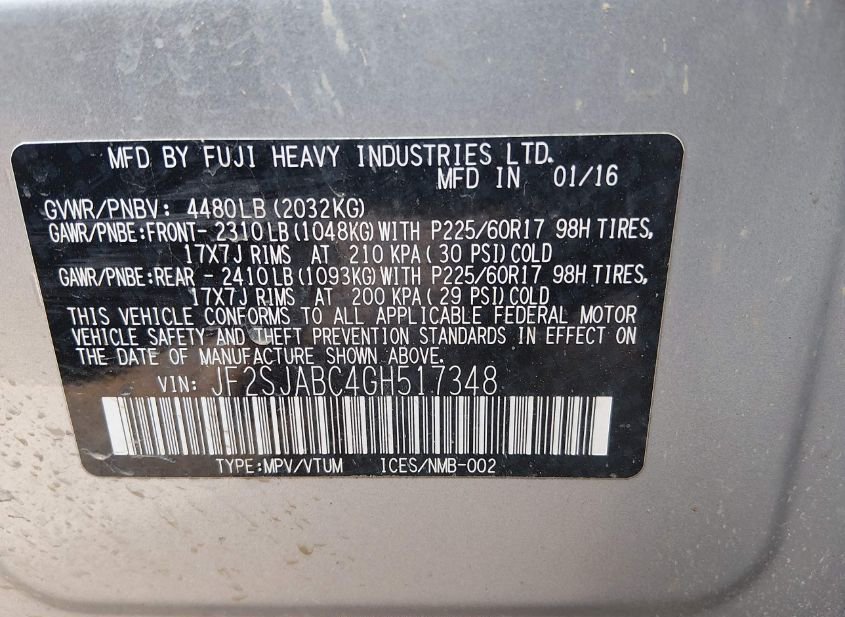 MFD BY FUJI HEAVY INDUSTRIES LTD.
MFD IN 01/16
GVWR/PNBV: 4480LB(2032KG)
GAWR/PNBE:FRONT- 2310LB(1048KG)WITH P225/60R17 98H TIRES,
17X7J RIMS AT 210 KPA( 30 PSI)COLD
GAWR/PNBE:REAR - 2410LB(1093KG)WITH P225/60R17 98H TIRES,
17X7J RIMS AT 200 KPA( 29 PSI)COLD
THIS VEHICLE CONFORMS TO ALL APPLICABLE FEDERAL MOTOR
VEHICLE SAFETY AND THEFT PREVENTION STANDARDS IN EFFECT ON
THE DATE OF MANUFACTURE SHOWN ABOVE.
VIN: JF2SJABC4GH517348
TYPE:MPV/VTUM ICES/NMB-002